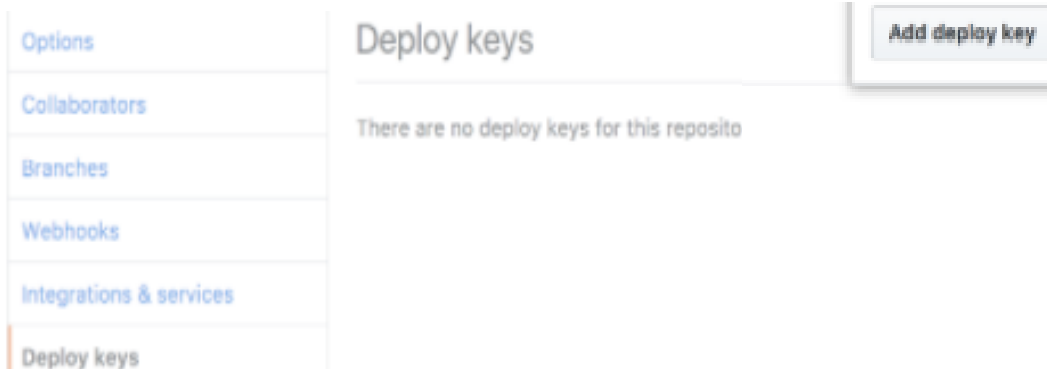 Options
Collaborators
Branches
Webhooks
Integrations & services
Deploy keys
Deploy keys
Add deploy key
There are no deploy keys for this reposito